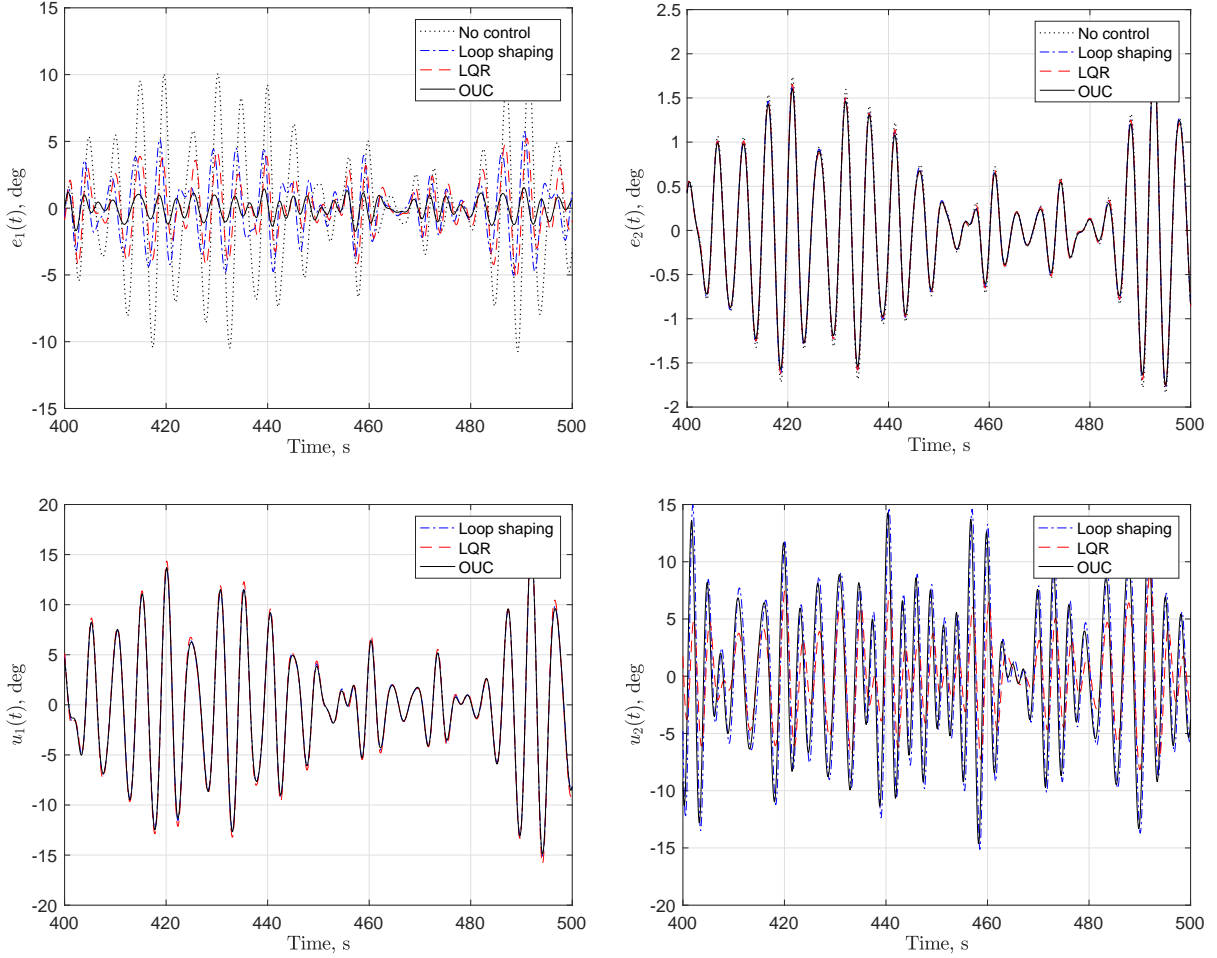 15
10
5
0
-5
-10
-15
400
420
440
460
480
500
Time, s
e1(t), deg
No control
Loop shaping
LQR
OUC
2.5
2
1.5
1
0.5
0
-0.5
-1
-1.5
-2
400
420
440
460
480
500
Time, s
e2(t), deg
No control
Loop shaping
LQR
OUC
20
15
10
5
0
-5
-10
-15
-20
400
420
440
460
480
500
Time, s
u1(t), deg
Loop shaping
LQR
OUC
15
10
5
0
-5
-10
-15
-20
400
420
440
460
480
500
Time, s
u2(t), deg
Loop shaping
LQR
OUC